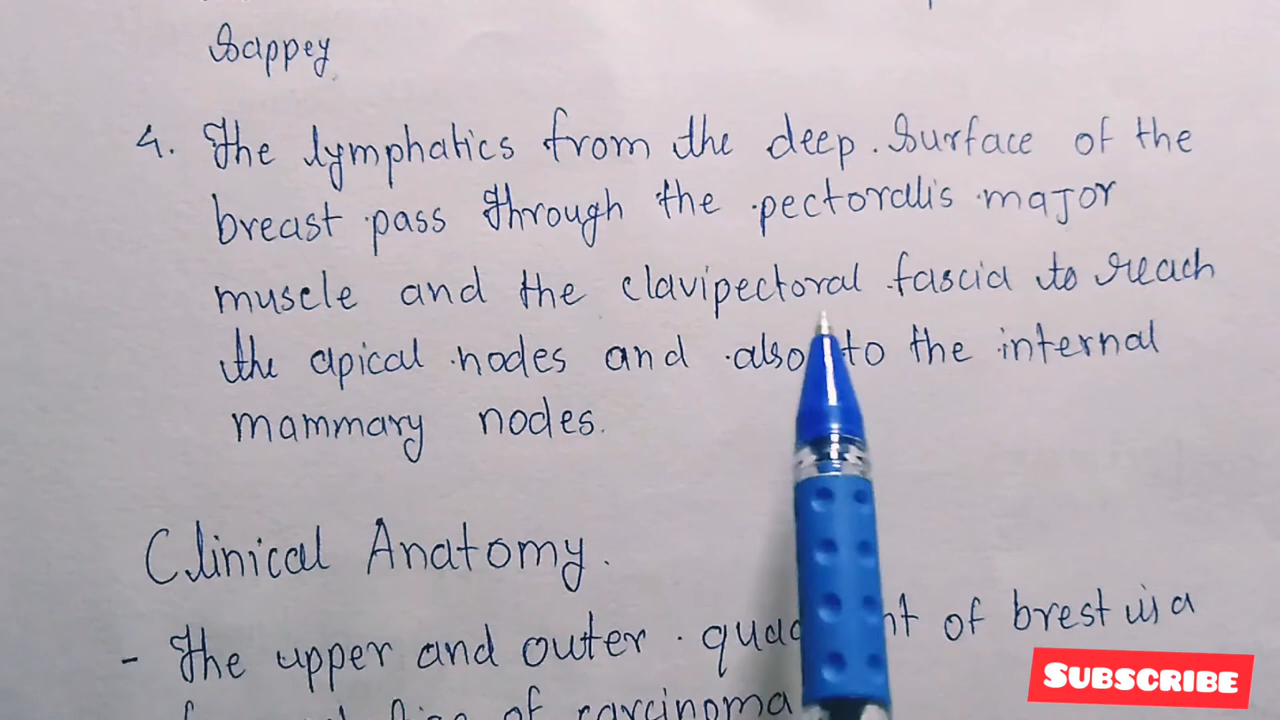 Sappey
4. The lymphatics from the deep surface of the
breast pass through the pectoralis major
muscle and the clavipectoral fascia to reach
the apical nodes and also to the internal
mammary nodes.
Clinical Anatomy.
- The upper and outer of brest is a
of carcinoma
SUBSCRIBE